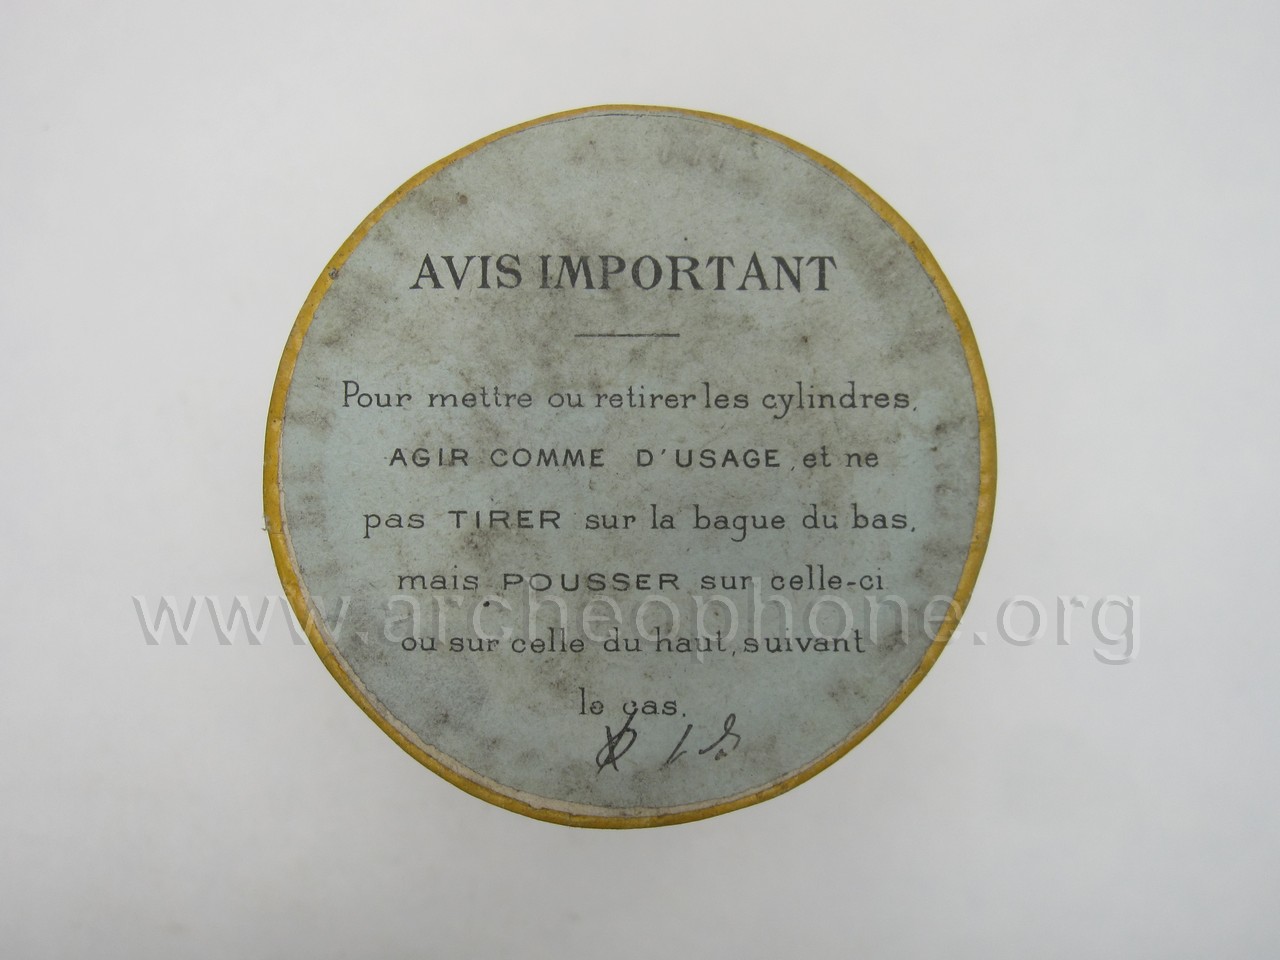 AVIS IMPORTANT
Pour mettre ou retirer les cylindres,
AGIR COMME D'USAGE, et ne
pas TIRER sur la bague du bas,
mais POUSSER sur celle-ci
www.archeophone.org
ou sur celle du haut, suivant
le cas.